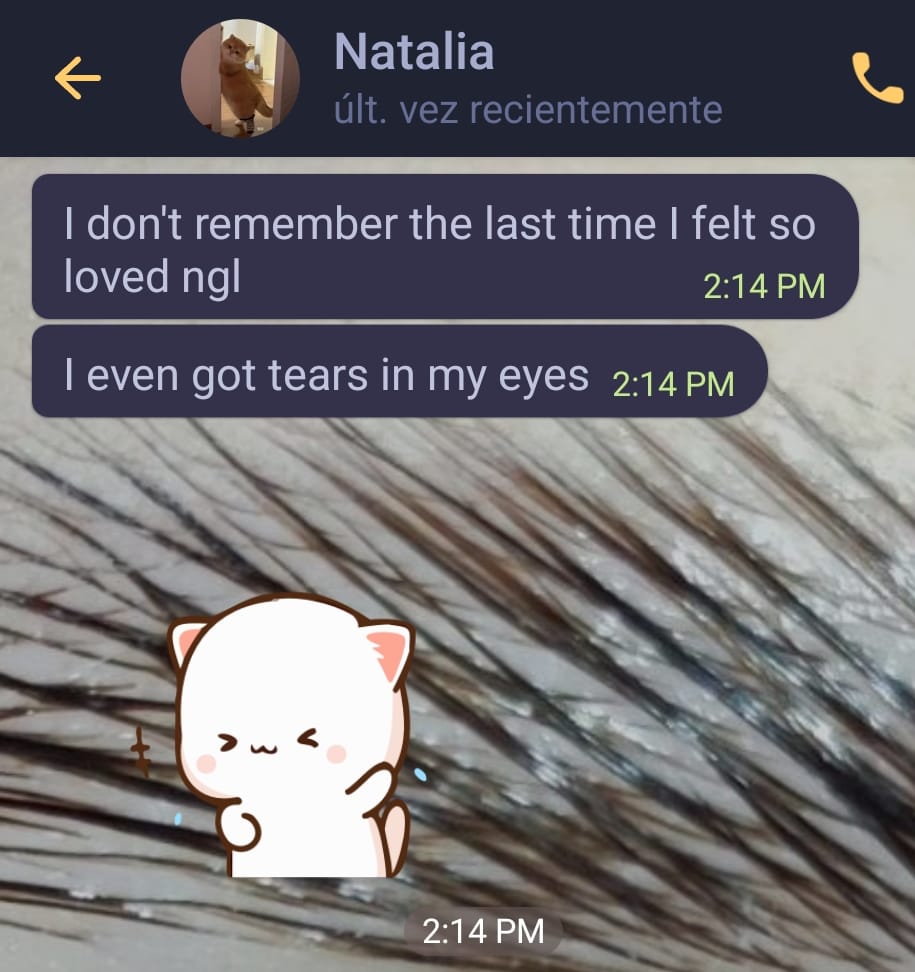 Natalia
últ. vez recientemente
I don't remember the last time I felt so
loved ngl
2:14 PM
I even got tears in my eyes 2:14 PM
2:14 PM